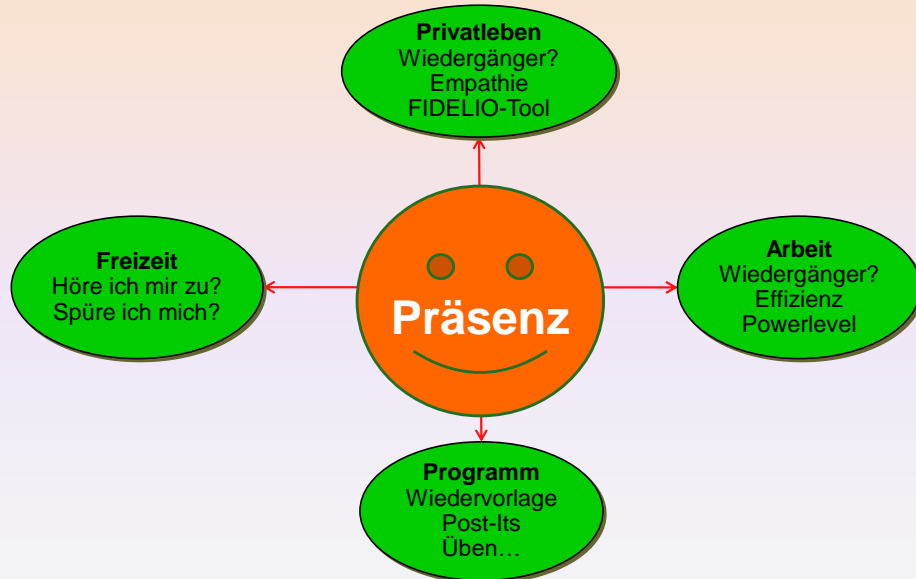 Privatleben
Wiedergänger?
Empathie
FIDELIO-Tool
Freizeit
Höre ich mir zu?
Spüre ich mich?
Präsenz
Arbeit
Wiedergänger?
Effizienz
Powerlevel
Programm
Wiedervorlage
Post-Its
Üben…